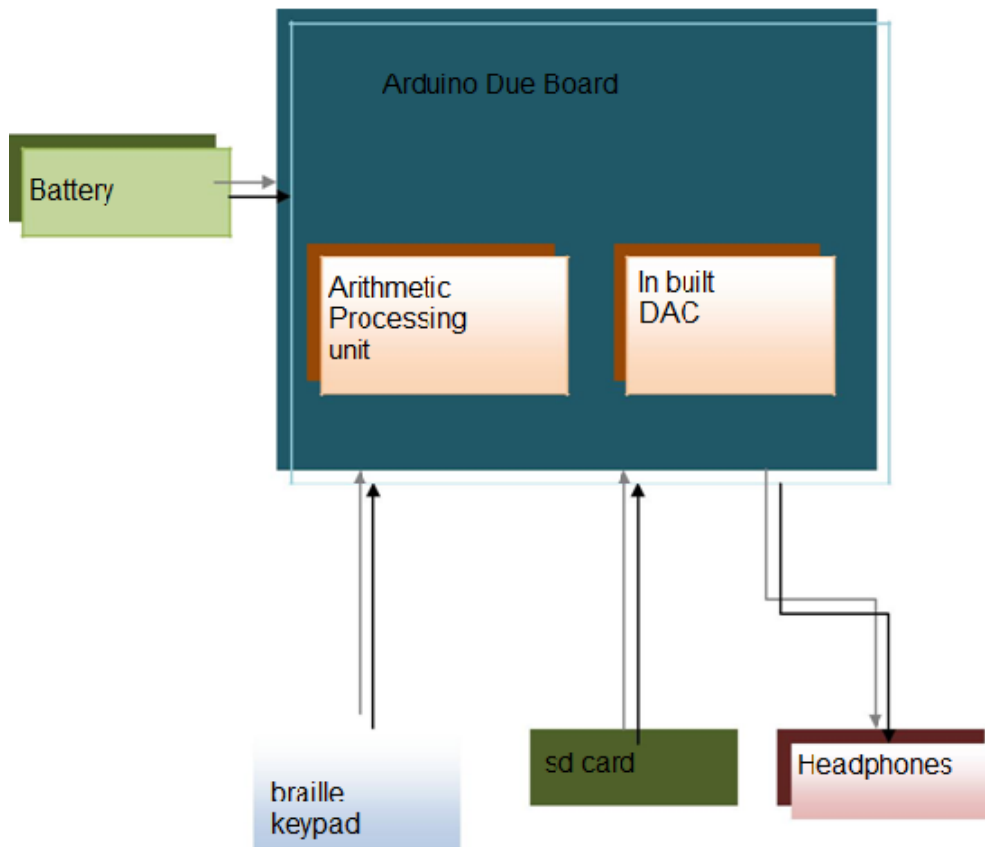 Arduino Due Board
Battery
Arithmetic
Processing
unit
In built
DAC
braille
keypad
sd card
Headphones